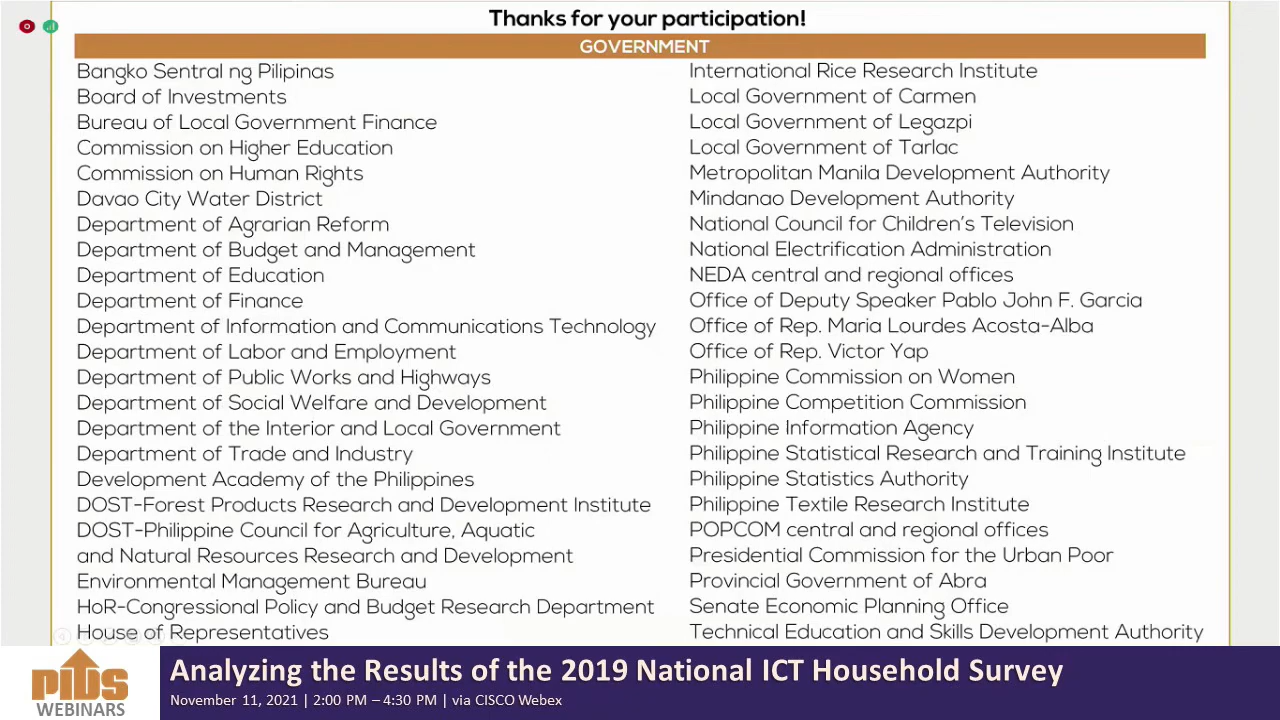 Thanks for your participation!
GOVERNMENT
Bangko Sentral ng Pilipinas
Board of Investments
Bureau of Local Government Finance
Commission on Higher Education
Commission on Human Rights
Davao City Water District
Department of Agrarian Reform
Department of Budget and Management
Department of Education
Department of Finance
Department of Information and Communications Technology
Department of Labor and Employment
Department of Public Works and Highways
Department of Social Welfare and Development
Department of the Interior and Local Government
Department of Trade and Industry
Development Academy of the Philippines
DOST-Forest Products Research and Development Institute
DOST-Philippine Council for Agriculture, Aquatic
and Natural Resources Research and Development
Environmental Management Bureau
HoR-Congressional Policy and Budget Research Department
House of Representatives
International Rice Research Institute
Local Government of Carmen
Local Government of Legazpi
Local Government of Tarlac
Metropolitan Manila Development Authority
Mindanao Development Authority
National Council for Children's Television
National Electrification Administration
NEDA central and regional offices
Office of Deputy Speaker Pablo John F. Garcia
Office of Rep. Maria Lourdes Acosta-Alba
Office of Rep. Victor Yap
Philippine Commission on Women
Philippine Competition Commission
Philippine Information Agency
Philippine Statistical Research and Training Institute
Philippine Statistics Authority
Philippine Textile Research Institute
POPCOM central and regional offices
Presidential Commission for the Urban Poor
Provincial Government of Abra
Senate Economic Planning Office
Technical Education and Skills Development Authority
pids
WEBINARS
Analyzing the Results of the 2019 National ICT Household Survey
November 11, 2021 | 2:00 PM – 4:30 PM | via CISCO Webex